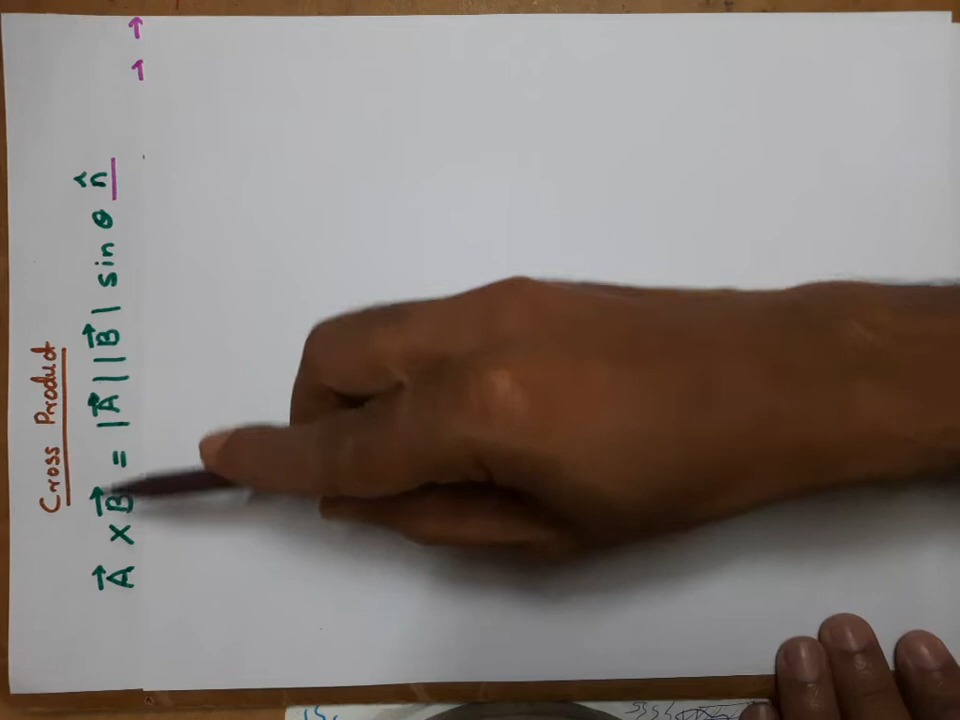 Cross Product
A⃗ × B⃗ = |A⃗| |B⃗| sin θ n̂
→ →